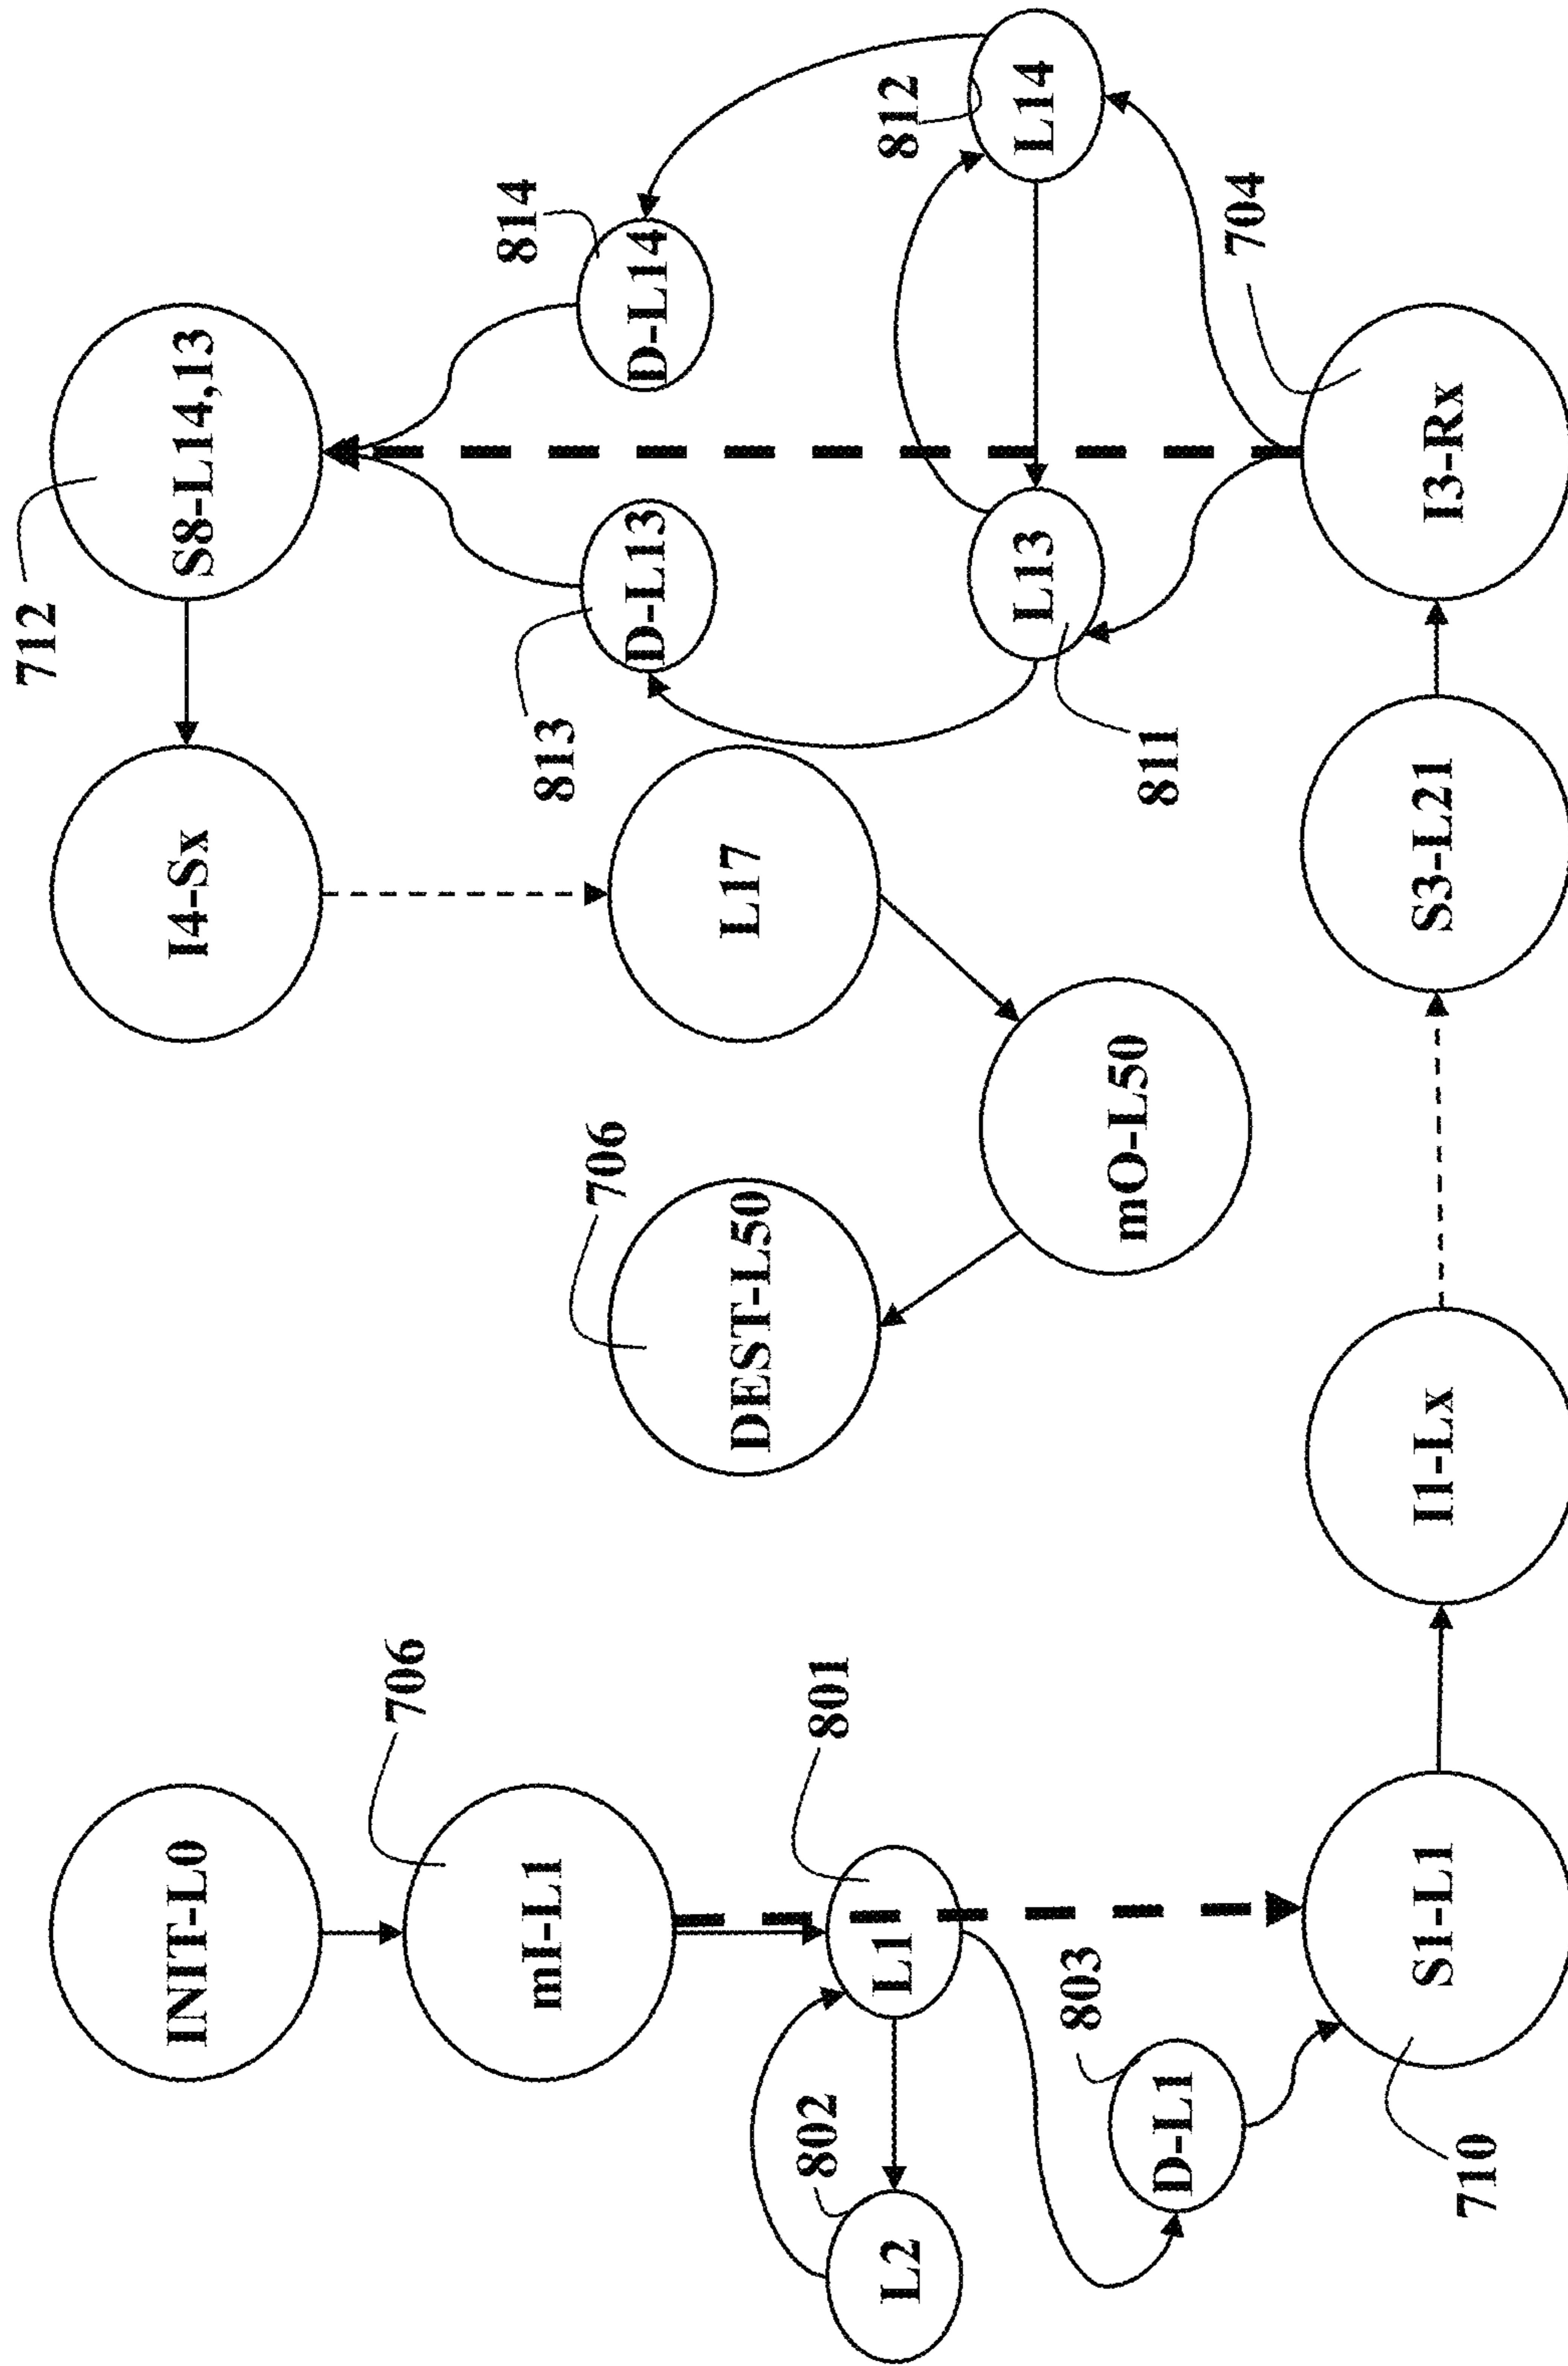 712
INIT-L0
I4-Sx
S8-L14,13
706
814
mI-L1
813
706
D-L13
D-L14
DEST-L50
L17
802
801
L2
L1
812
L13
L14
803
mO-L50
811
D-L1
704
S1-L1
I1-Lx
S3-L21
I3-Rx
710